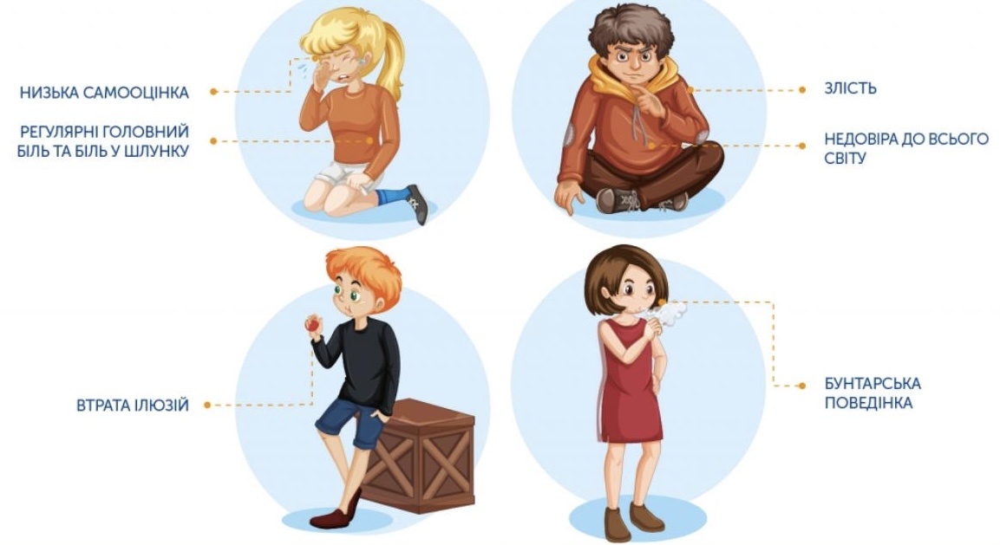 НИЗЬКА САМООЦІНКА
РЕГУЛЯРНІ ГОЛОВНИЙ
БІЛЬ ТА БІЛЬ У ШЛУНКУ
ЗЛІСТЬ
НЕДОВІРА ДО ВСЬОГО
СВІТУ
ВТРАТА ІЛЮЗІЙ
БУНТАРСЬКА
ПОВЕДІНКА